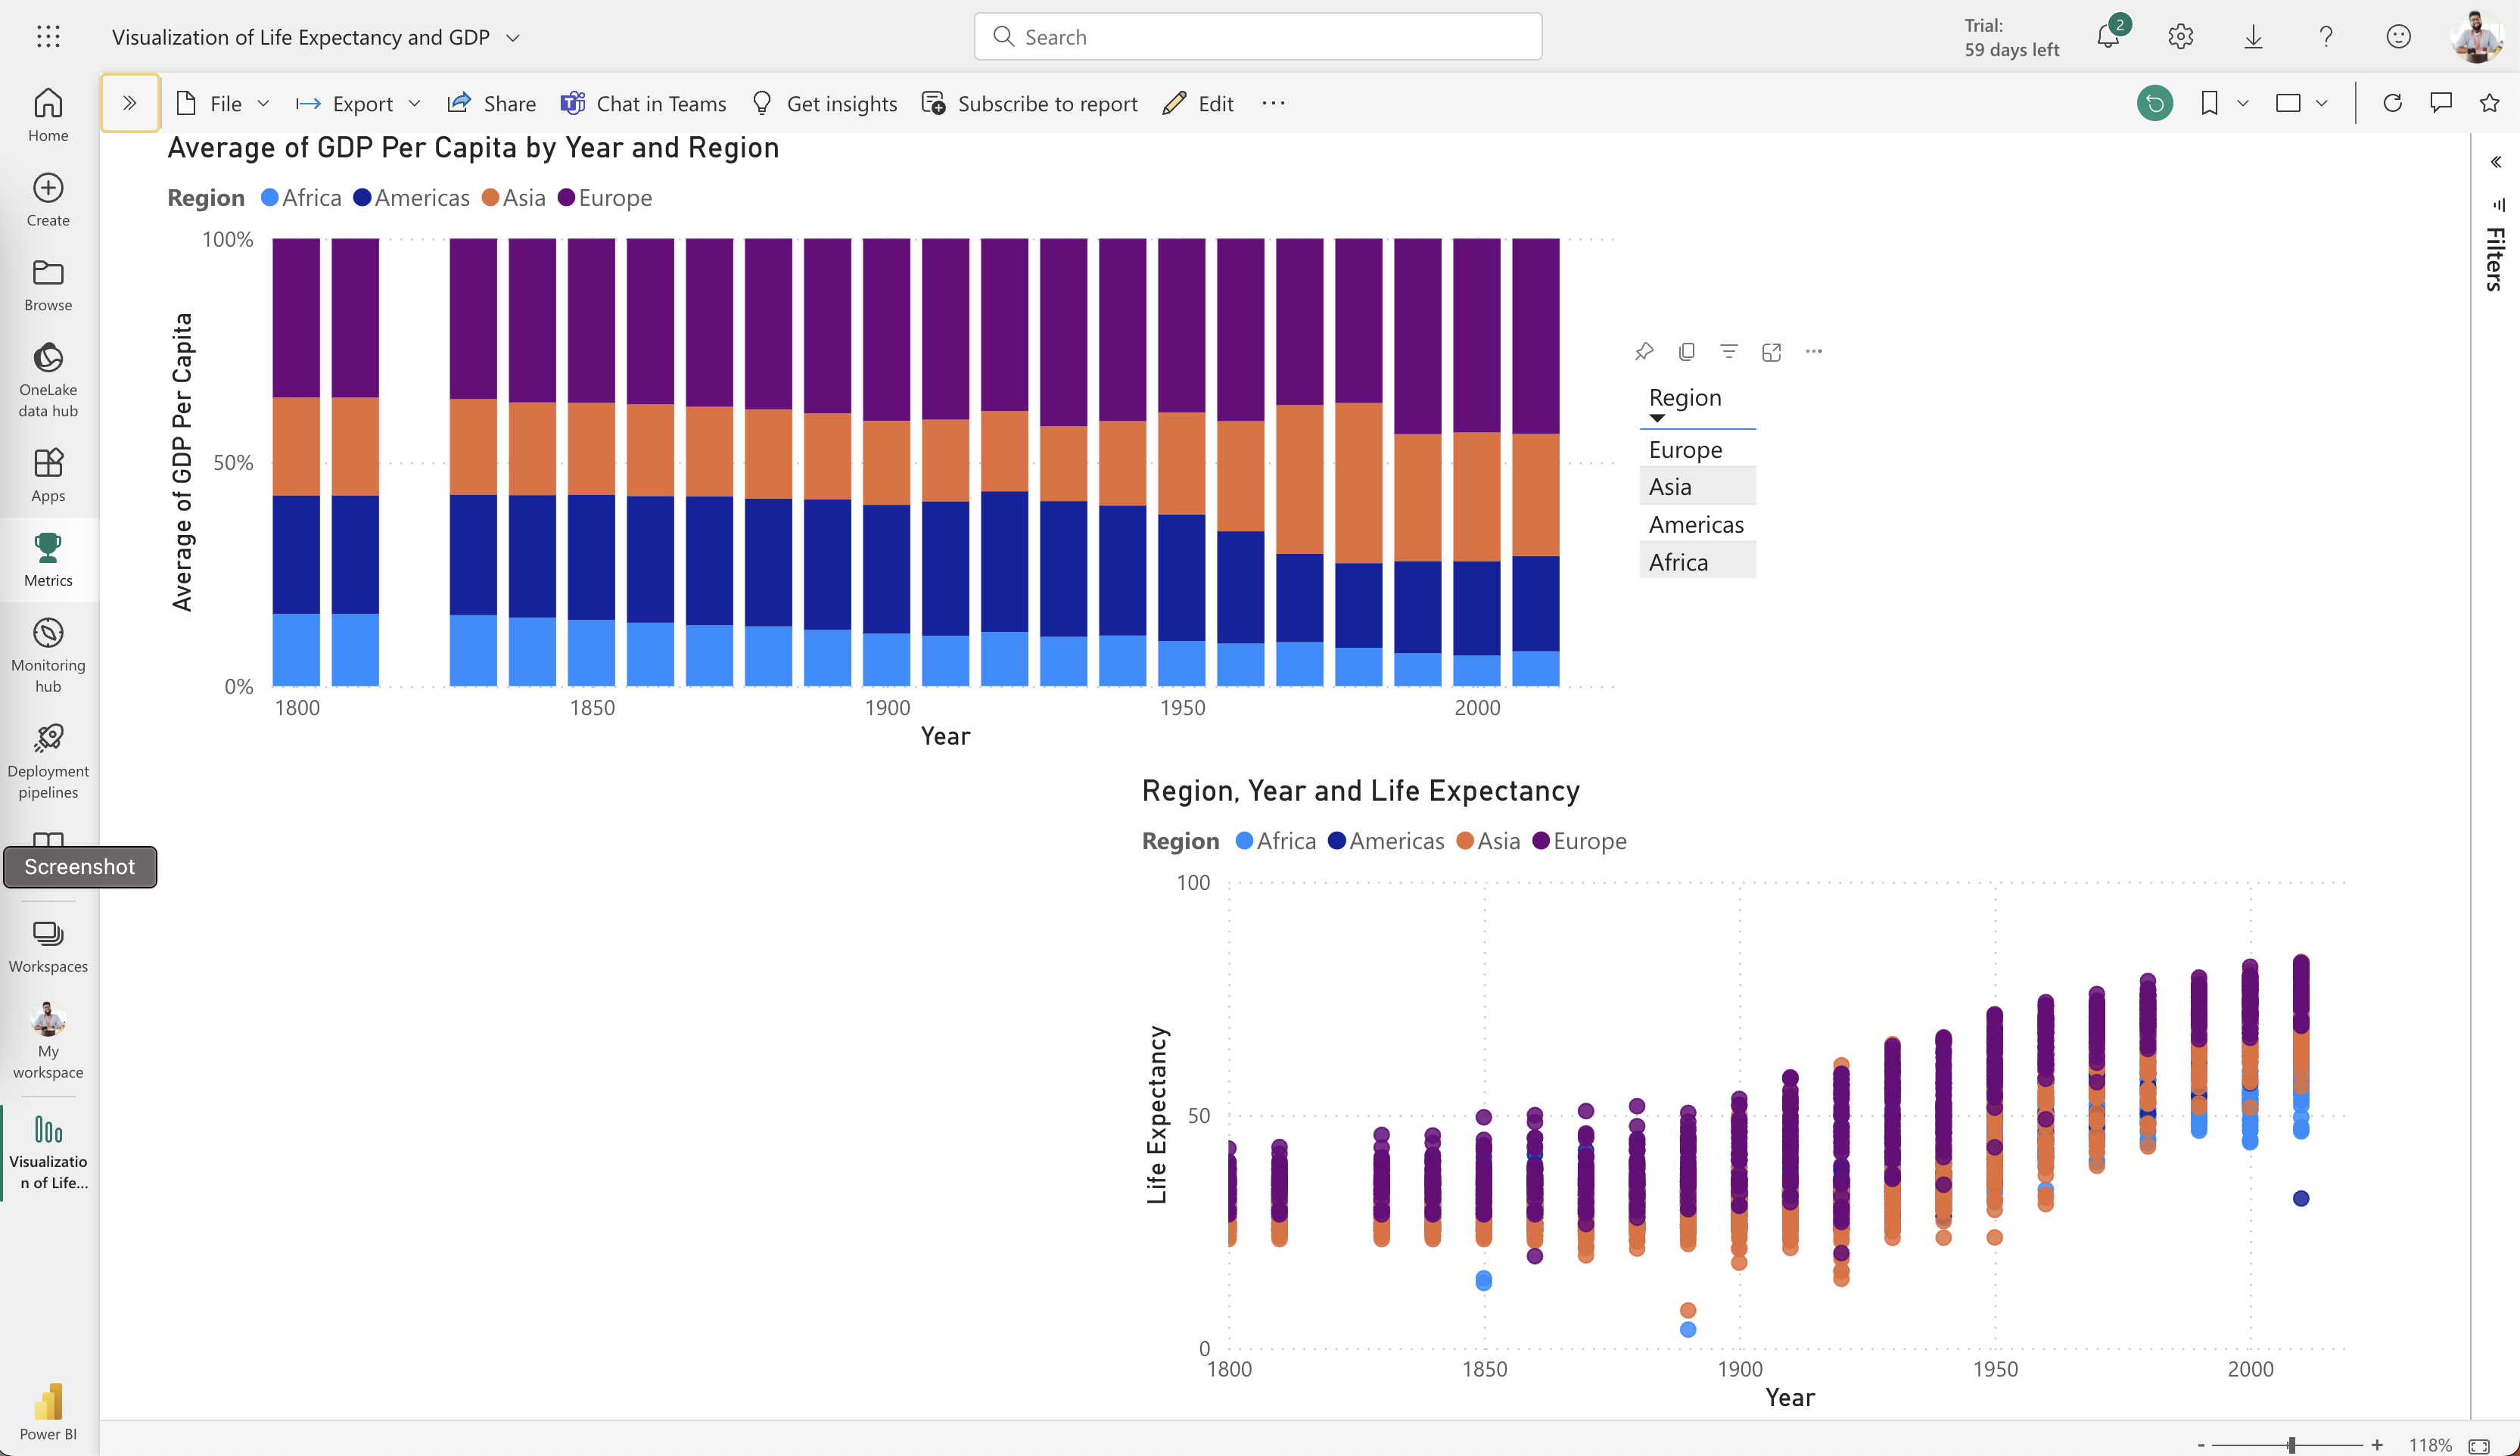 Visualization of Life Expectancy and GDP
Search
Trial:
59 days left
2
File
Export
Share
Chat in Teams
Get insights
Subscribe to report
Edit
Home
Create
Browse
OneLake
data hub
Apps
Metrics
Monitoring
hub
Deployment
pipelines
Screenshot
Workspaces
My
workspace
Visualizatio
n of Life...
Power BI
Average of GDP Per Capita by Year and Region
Region Africa Americas Asia Europe
Average of GDP Per Capita
100%
50%
0%
1800 1850 1900 1950 2000
Year
Region
Europe
Asia
Americas
Africa
Filters
Region, Year and Life Expectancy
Region Africa Americas Asia Europe
Life Expectancy
100
50
0
1800 1850 1900 1950 2000
Year
- + 118%